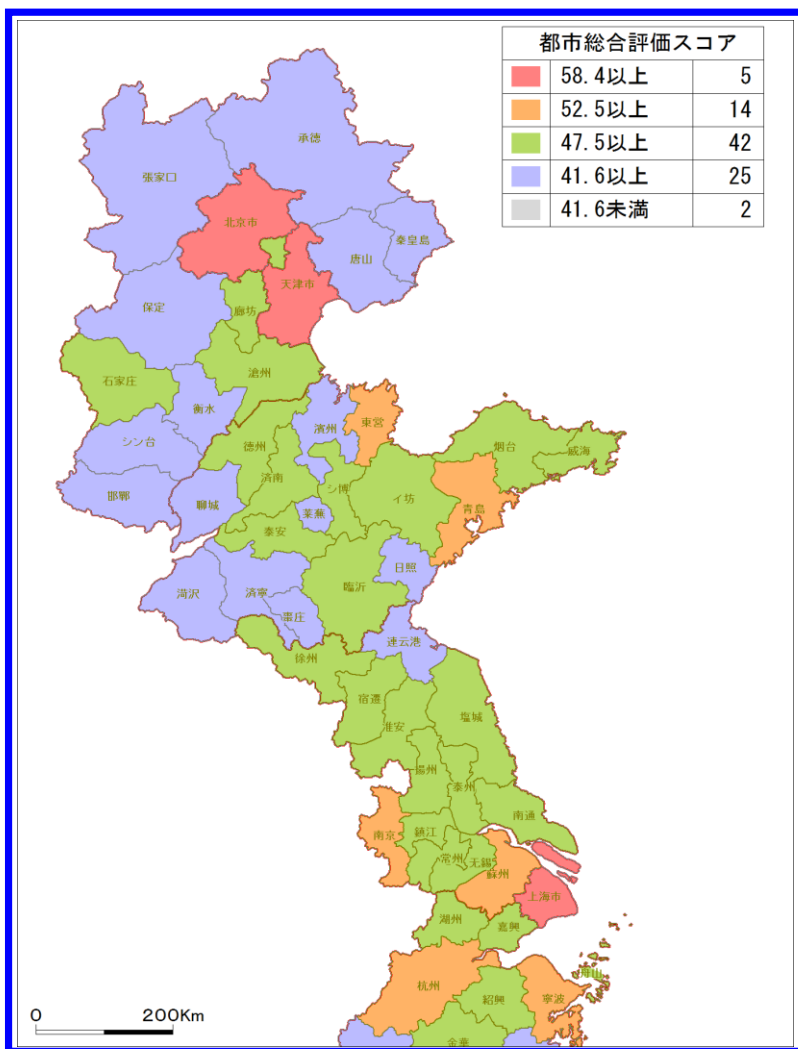 都市総合評価スコア
58.4以上 5
52.5以上 14
47.5以上 42
41.6以上 25
41.6未満 2
承徳
張家口
北京市
秦皇島
唐山
天津市
保定
廊坊
滄州
石家庄
衡水
東営
濱州
シン台
徳州
烟台
威海
済南
シ博
イ坊
邯鄲
聊城
莱蕪
青島
泰安
日照
臨沂
菏沢
済寧
棗庄
連云港
徐州
宿遷
塩城
淮安
揚州
泰州
南通
南京
鎮江
常州
无錫
蘇州
上海市
湖州
嘉興
舟山
杭州
紹興
寧波
金華
0 200Km